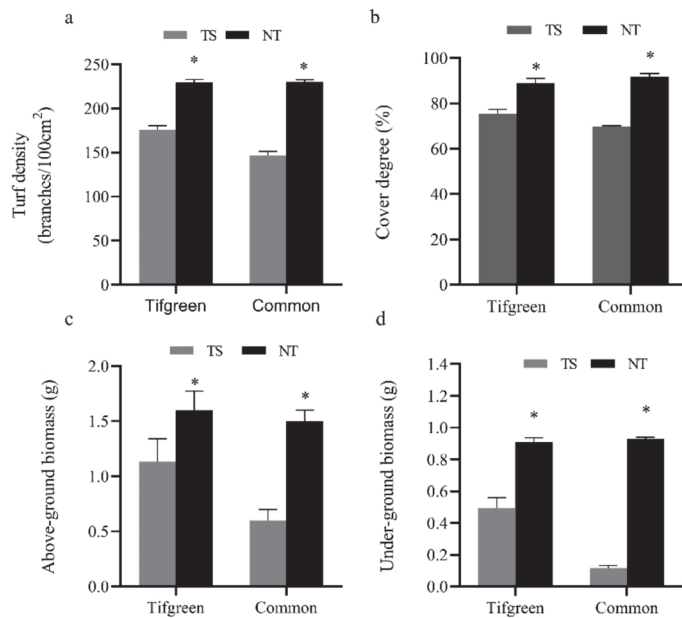 a
TS NT
Turf density
(branches/100cm²)
250
200
150
100
50
0
* *
Tifgreen Common
b
TS NT
Cover degree (%)
100
80
60
40
20
0
* *
Tifgreen Common
c
TS NT
Above-ground biomass (g)
2.0
1.5
1.0
0.5
0.0
* *
Tifgreen Common
d
TS NT
Under-ground biomass (g)
1.4
1.4
1.0
0.8
0.6
0.4
0.2
0.0
* *
Tifgreen Common